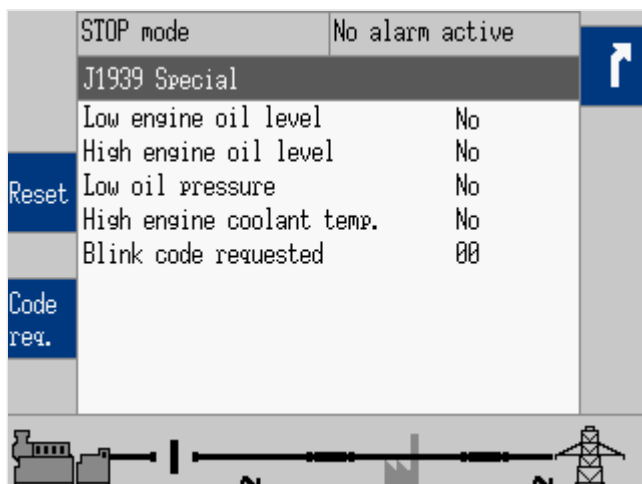 STOP mode No alarm active
J1939 Special
Low engine oil level No
High engine oil level No
Reset Low oil pressure No
High engine coolant temp. No
Blink code requested 00
Code
req.